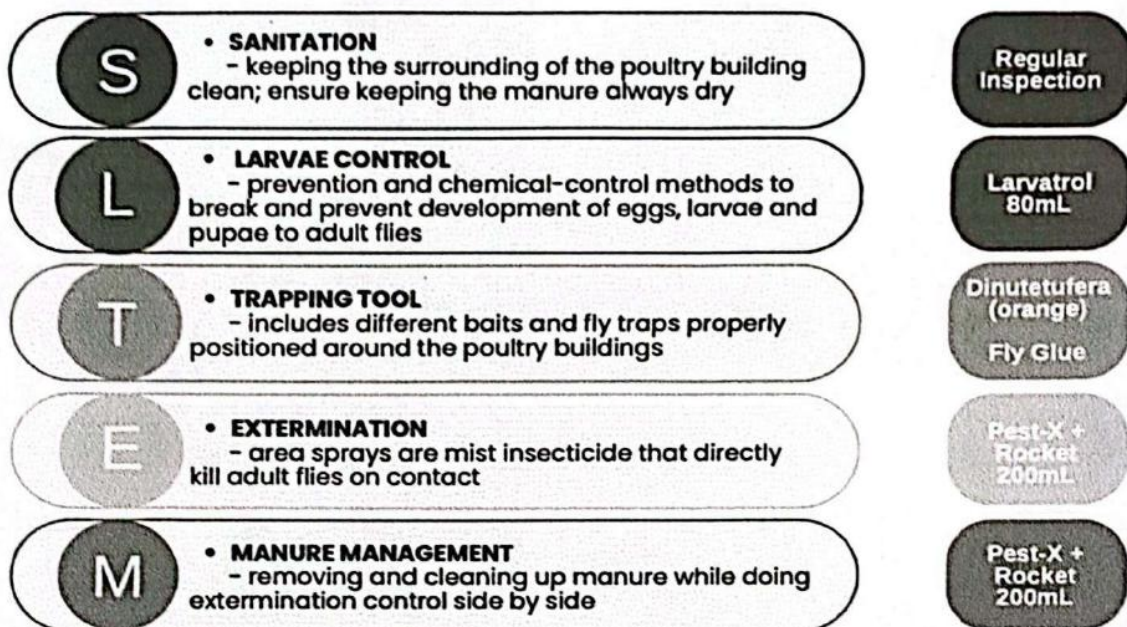 S
• SANITATION
– keeping the surrounding of the poultry building
clean; ensure keeping the manure always dry
Regular
Inspection
L
• LARVAE CONTROL
– prevention and chemical-control methods to
break and prevent development of eggs, larvae and
pupae to adult flies
Larvatrol
80mL
T
• TRAPPING TOOL
– includes different baits and fly traps properly
positioned around the poultry buildings
Dinutetufera
(orange)
Fly Glue
E
• EXTERMINATION
– area sprays are mist insecticide that directly
kill adult flies on contact
Pest-X +
Rocket
200mL
M
• MANURE MANAGEMENT
– removing and cleaning up manure while doing
extermination control side by side
Pest-X +
Rocket
200mL